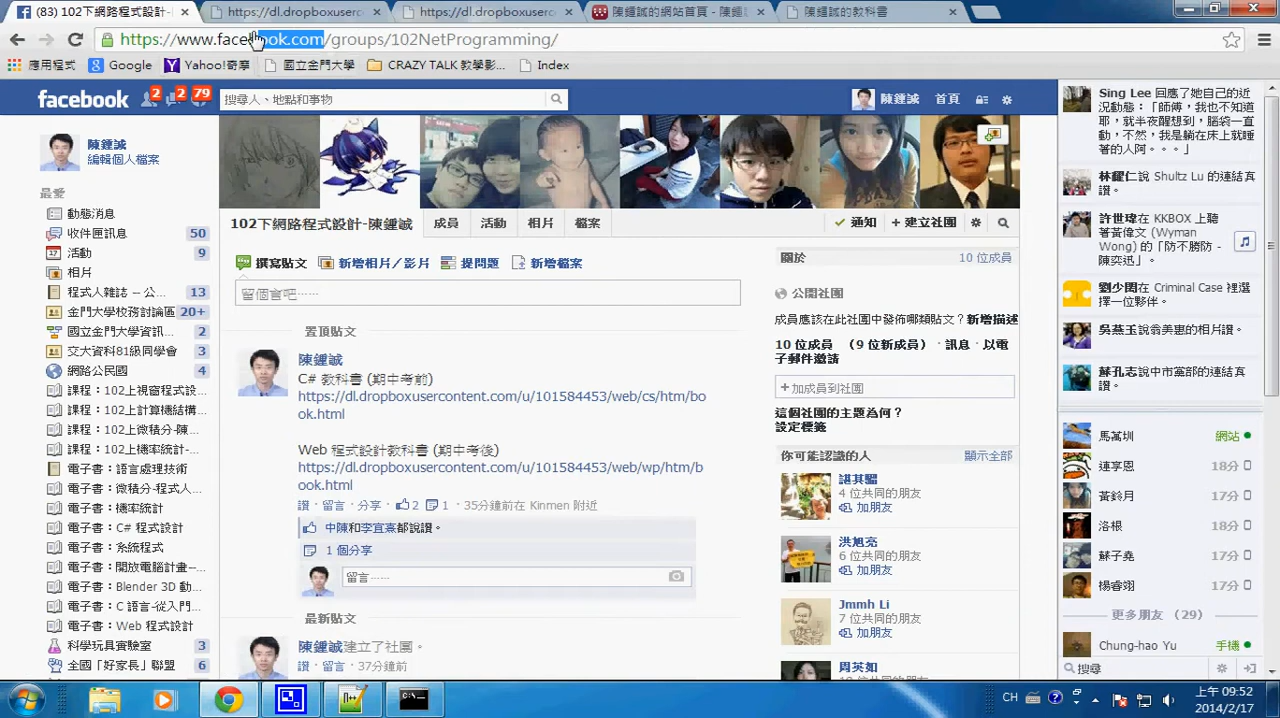 (83) 102下網路程式設計-
https://dl.dropboxuserco
https://dl.dropboxuserco
陳鍾誠的網站首頁 - 陳鍾
陳鍾誠的教科書
https://www.facebook.com/groups/102NetProgramming/
應用程式
Google
Yahoo!奇摩
國立金門大學
CRAZY TALK 教學影...
Index
facebook
2
2
79
搜尋人、地點和事物
陳鍾誠
首頁
陳鍾誠
編輯個人檔案
最愛
動態消息
收件匣訊息 50
活動 9
相片
程式人雜誌 -- 公... 13
金門大學校務討論區 20+
國立金門大學資訊... 2
交大資科81級同學會 3
網路公民國 4
課程：102上視窗程式設...
課程：102上計算機結構...
課程：102上微積分-陳...
課程：102上機率統計-...
電子書：語言處理技術
電子書：微積分-程式人...
電子書：機率統計
電子書：C# 程式設計
電子書：系統程式
電子書：開放電腦計畫--...
電子書：Blender 3D 動...
電子書：C 語言-從入門...
電子書：Web 程式設計
科學玩具實驗室 3
全國「好家長」聯盟 6
102下網路程式設計-陳鍾誠
成員
活動
相片
檔案
通知
+ 建立社團
撰寫貼文
新增相片／影片
提問題
新增檔案
留個言吧……
置頂貼文
陳鍾誠
C# 教科書 (期中考前)
https://dl.dropboxusercontent.com/u/101584453/web/cs/htm/bo
ok.html
Web 程式設計教科書 (期中考後)
https://dl.dropboxusercontent.com/u/101584453/web/wp/htm/b
ook.html
讚 · 留言 · 分享 · 2 1 · 35分鐘前在 Kinmen 附近
都說讚。
1 個分享
留言……
最新貼文
陳鍾誠建立了社團。
讚 · 留言 · 37分鐘前
關於
10 位成員
公開社團
成員應該在此社團中發佈哪類貼文？新增描述
10 位成員 （9 位新成員）· 訊息 · 以電
子郵件邀請
+加成員到社團
這個社團的主題為何？
設定標籤
你可能認識的人
顯示全部
諶其騮
4 位共同的朋友
加朋友
洪旭亮
6 位共同的朋友
加朋友
Jmmh Li
7 位共同的朋友
加朋友
周英如
Sing Lee 回應了她自己的近
況動態：「師傅，我也不知道
耶，就半夜醒想到，腦袋一直
動，不然，我是躺在床上就睡
著的人阿。。」
林耀仁說 Shultz Lu 的連結真
讚。
許世瑋在 KKBOX 上聽
著黃偉文 (Wyman
Wong) 的「防不勝防 -
陳奕迅」。
劉少閔在 Criminal Case 裡選
擇一位夥伴。
吳燕玉說翁美惠的相片讚。
蘇孔志說中市黨部的連結真
讚。
馬萬圳 網站
連享恩 18分
黃鈴月 17分
洛根 18分
蘇子堯 17分
楊睿翊 17分
更多朋友 （29）
Chung-hao Yu 手機
搜尋
CH
上午 09:52
2014/2/17